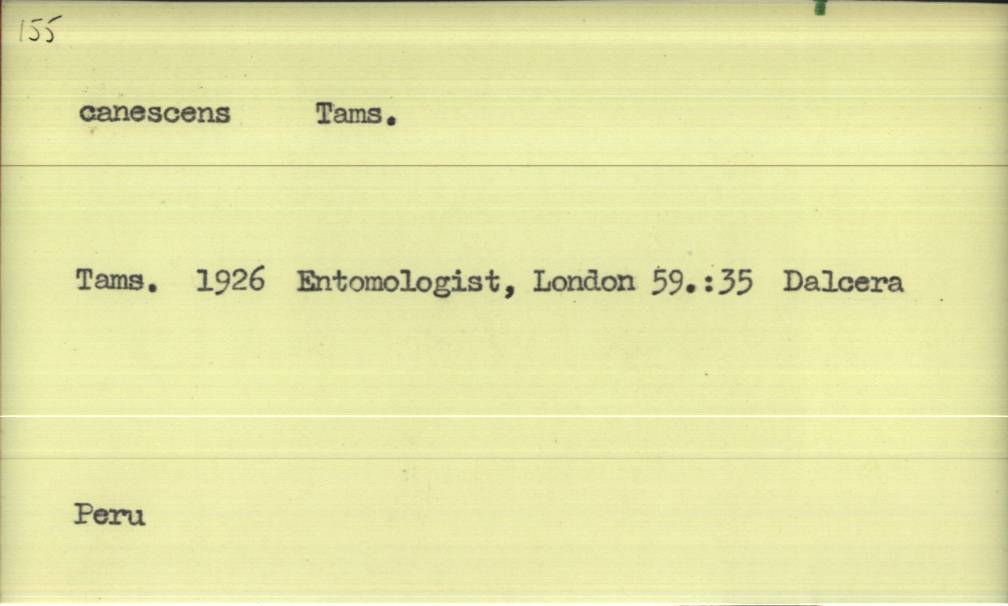 155
canescens Tams.
Tams. 1926 Entomologist, London 59.:35 Dalcera
Peru